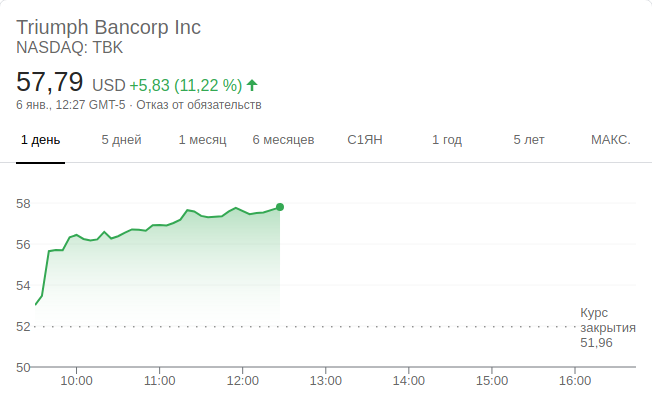 Triumph Bancorp Inc
NASDAQ: TBK
57,79 USD +5,83 (11,22 %)
6 янв., 12:27 GMT-5 · Отказ от обязательств
1 день 5 дней 1 месяц 6 месяцев С1ЯН 1 год 5 лет МАКС.
58
56
54
52
Курс
закрытия
51,96
50
10:00 11:00 12:00 13:00 14:00 15:00 16:00